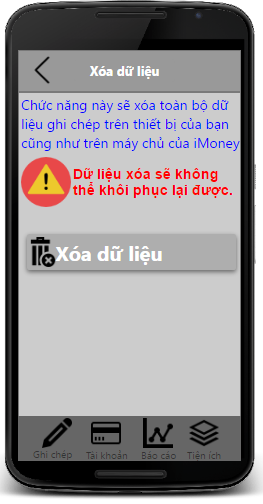 Xóa dữ liệu
Chức năng này sẽ xóa toàn bộ dữ
liệu ghi chép trên thiết bị của bạn
cũng như trên máy chủ của iMoney
Dữ liệu xóa sẽ không
thể khôi phục lại được.
Xóa dữ liệu
Ghi chép Tài khoản Báo cáo Tiện ích